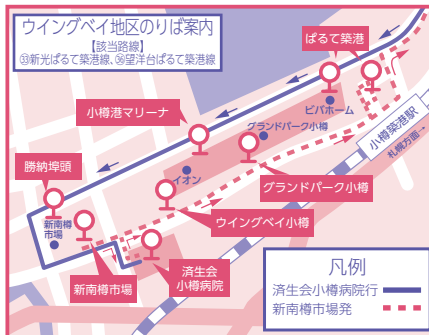 ウイングベイ地区のりば案内
【該当路線】
㉝新光ぱるて築港線、㊱望洋台ぱるて築港線
ぱるて築港
小樽港マリーナ
ビバホーム
グランドパーク小樽
小樽築港駅
札幌方面→
勝納埠頭
イオン
グランドパーク小樽
新南樽
市場
ウイングベイ小樽
新南樽市場
済生会
小樽病院
凡例
済生会小樽病院行
新南樽市場発